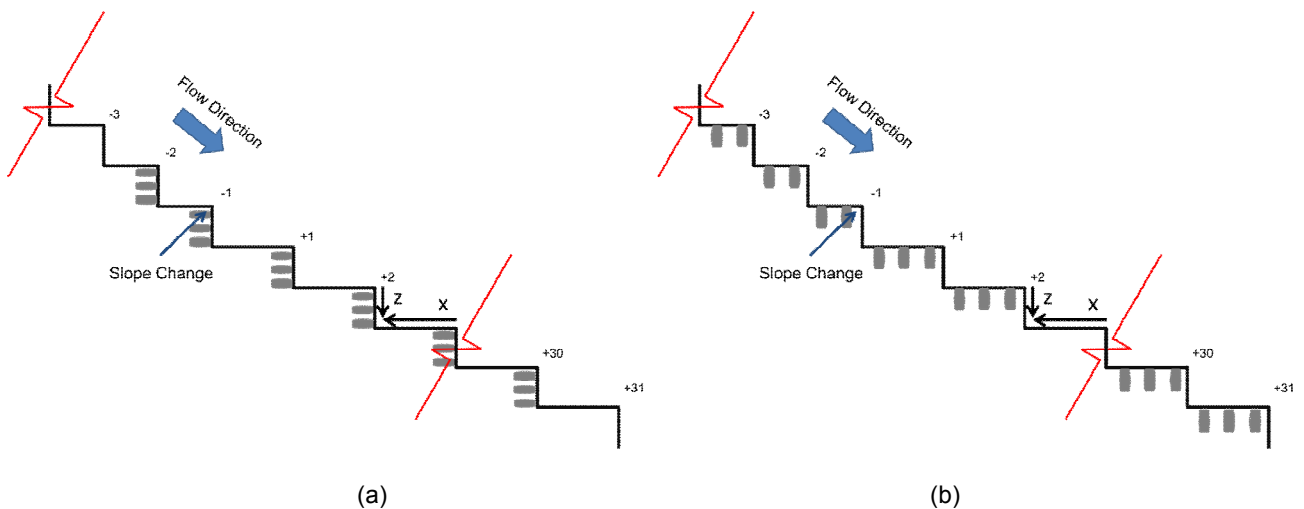 -3
Flow Direction
-2
-1
Slope Change
+1
+2
Z
X
+30
+31
(a)
-3
Flow Direction
-2
-1
Slope Change
+1
+2
Z
X
+30
+31
(b)